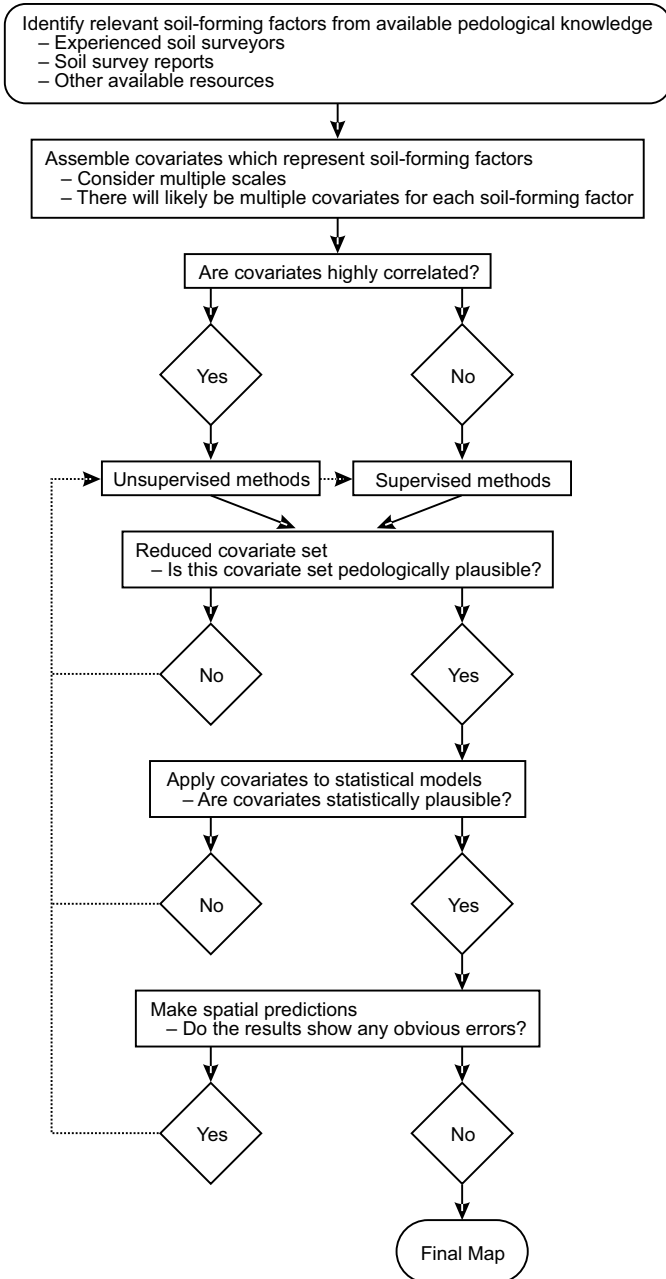 Identify relevant soil-forming factors from available pedological knowledge
– Experienced soil surveyors
– Soil survey reports
– Other available resources
Assemble covariates which represent soil-forming factors
– Consider multiple scales
– There will likely be multiple covariates for each soil-forming factor
Are covariates highly correlated?
Yes
No
Unsupervised methods
Supervised methods
Reduced covariate set
– Is this covariate set pedologically plausible?
No
Yes
Apply covariates to statistical models
– Are covariates statistically plausible?
No
Yes
Make spatial predictions
– Do the results show any obvious errors?
Yes
No
Final Map